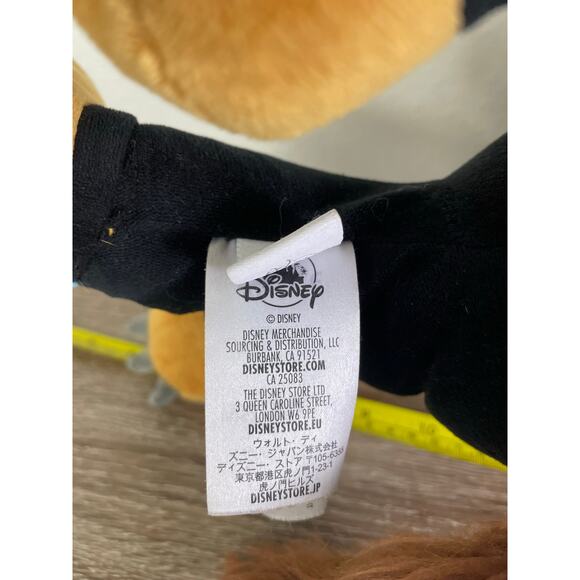 Disney
© DISNEY
DISNEY MERCHANDISE
SOURCING & DISTRIBUTION, LLC
BURBANK, CA 91521
DISNEYSTORE.COM
CA 25083
THE DISNEY STORE LTD
3 QUEEN CAROLINE STREET,
LONDON W6 9PE
DISNEYSTORE.EU
ウォルト・ディ
ズニー・ジャパン株式会社
ディズニー・ストア 〒105-6355
東京都港区虎ノ門1-23-1
虎ノ門ヒルズ
DISNEYSTORE.JP